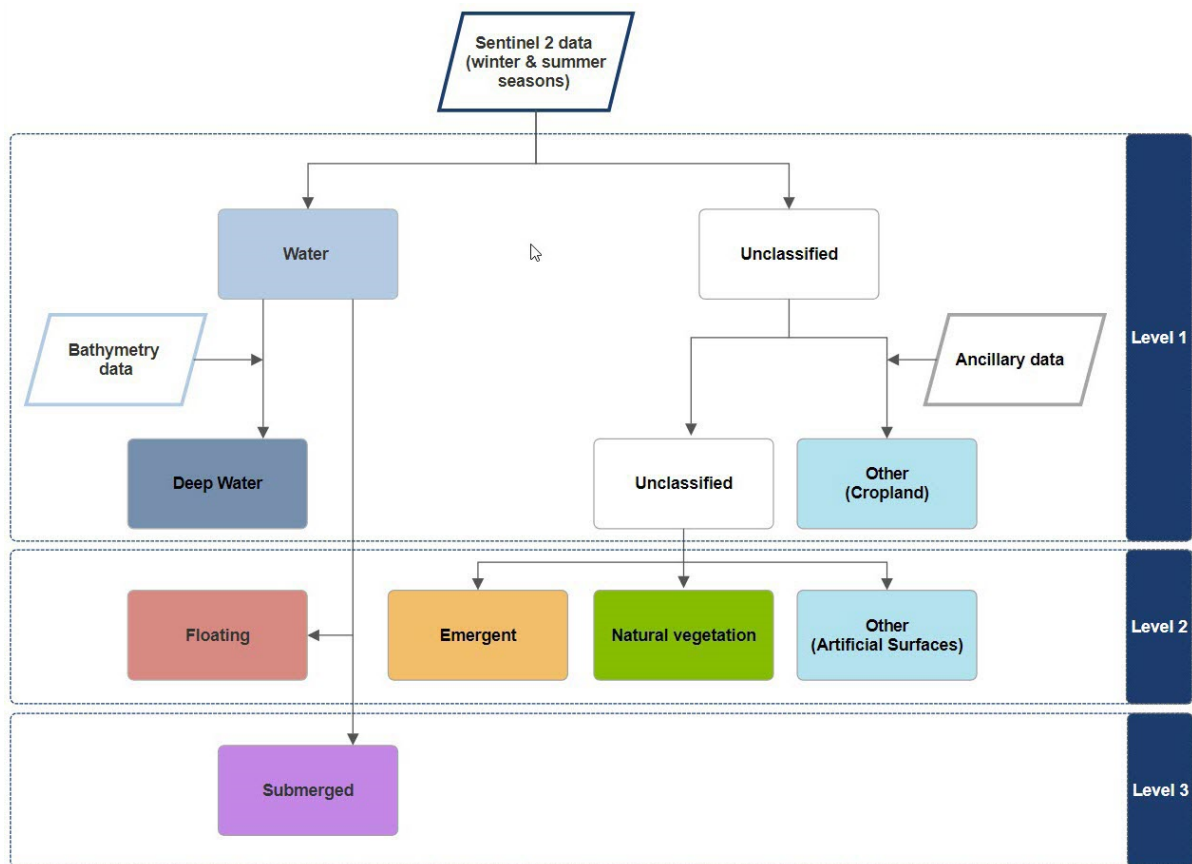 Sentinel 2 data
(winter & summer
seasons)
Water
Unclassified
Level 1
Bathymetry
data
Ancillary data
Deep Water
Unclassified
Other
(Cropland)
Floating
Emergent
Natural vegetation
Other
(Artificial Surfaces)
Level 2
Submerged
Level 3